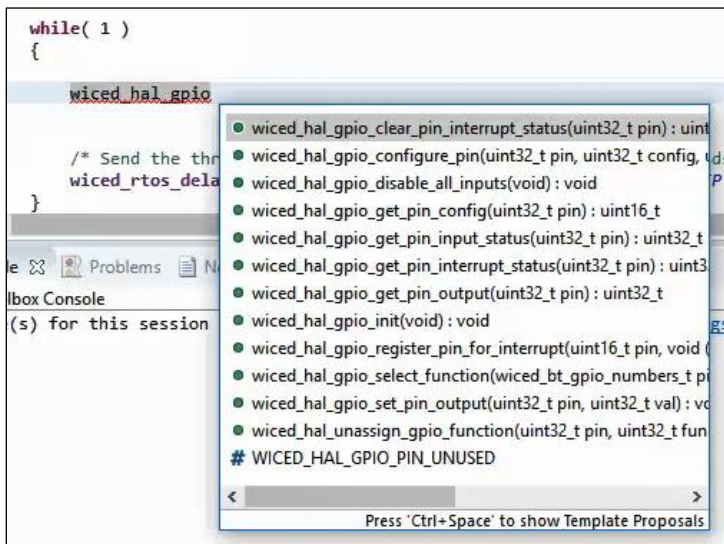 while( 1 )
{
wiced_hal_gpio
wiced_hal_gpio_clear_pin_interrupt_status(uint32_t pin) : uint
wiced_hal_gpio_configure_pin(uint32_t pin, uint32_t config, u
wiced_hal_gpio_disable_all_inputs(void) : void
wiced_hal_gpio_get_pin_config(uint32_t pin) : uint16_t
wiced_hal_gpio_get_pin_input_status(uint32_t pin) : uint32_t
wiced_hal_gpio_get_pin_interrupt_status(uint32_t pin) : uint3
wiced_hal_gpio_get_pin_output(uint32_t pin) : uint32_t
wiced_hal_gpio_init(void) : void
wiced_hal_gpio_register_pin_for_interrupt(uint16_t pin, void (
wiced_hal_gpio_select_function(wiced_bt_gpio_numbers_t pi
wiced_hal_gpio_set_pin_output(uint32_t pin, uint32_t val) : vo
wiced_hal_unassign_gpio_function(uint32_t pin, uint32_t fun
# WICED_HAL_GPIO_PIN_UNUSED
Press 'Ctrl+Space' to show Template Proposals
/* Send the thr
wiced_rtos_dela
}
le Problems N
lbox Console
(s) for this session